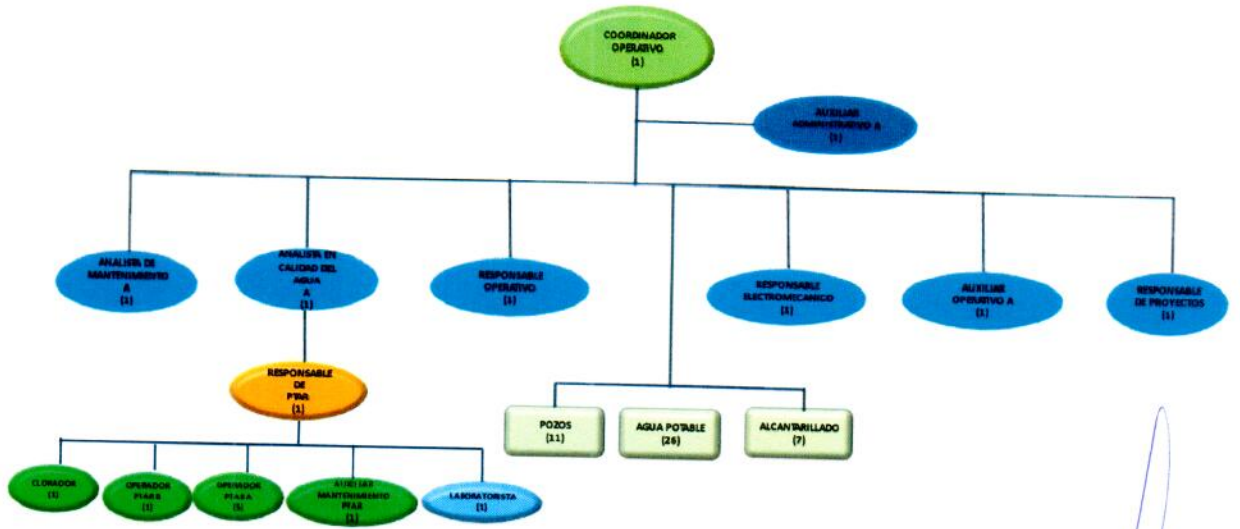 COORDINADOR
OPERATIVO
(1)
AUXILIAR
ADMINISTRATIVO A
(1)
ANALISTA DE
MANTENIMIENTO
A
(1)
ANALISTA EN
CALIDAD DEL
AGUA
A
(1)
RESPONSABLE
OPERATIVO
(1)
RESPONSABLE
ELECTROMECANICO
(1)
AUXILIAR
OPERATIVO A
(1)
RESPONSABLE
DE PROYECTOS
(1)
RESPONSABLE
DE
PTAR
(1)
POZOS
(11)
AGUA POTABLE
(26)
ALCANTARILLADO
(7)
CLORADOR
(1)
OPERADOR
PTAR B
(1)
OPERADOR
PTAR A
(5)
AUXILIAR
MANTENIMIENTO
PTAR
(1)
LABORATORISTA
(1)